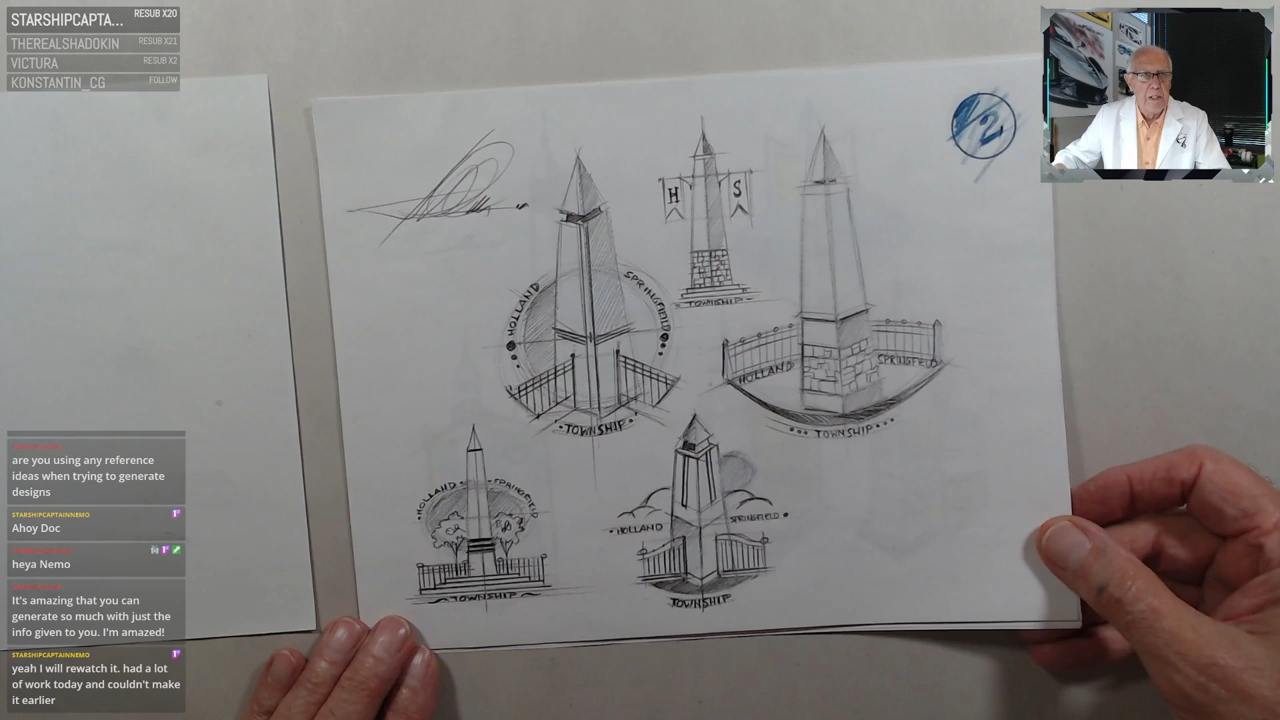 STARSHIPCAPTA... RESUB X20
THEREALSHADOKIN RESUB X21
VICTURA RESUB X2
KONSTANTIN_CG FOLLOW
2
H S
TOWNSHIP
HOLLAND SPRINGFIELD
TOWNSHIP
HOLLAND SPRINGFIELD
••• TOWNSHIP •••
HOLLAND SPRINGFIELD
TOWNSHIP
HOLLAND SPRINGFIELD
TOWNSHIP
are you using any reference
ideas when trying to generate
designs
STARSHIPCAPTAINNEMO
Ahoy Doc
heya Nemo
It's amazing that you can
generate so much with just the
info given to you. I'm amazed!
STARSHIPCAPTAINNEMO
yeah I will rewatch it. had a lot
of work today and couldn't make
it earlier